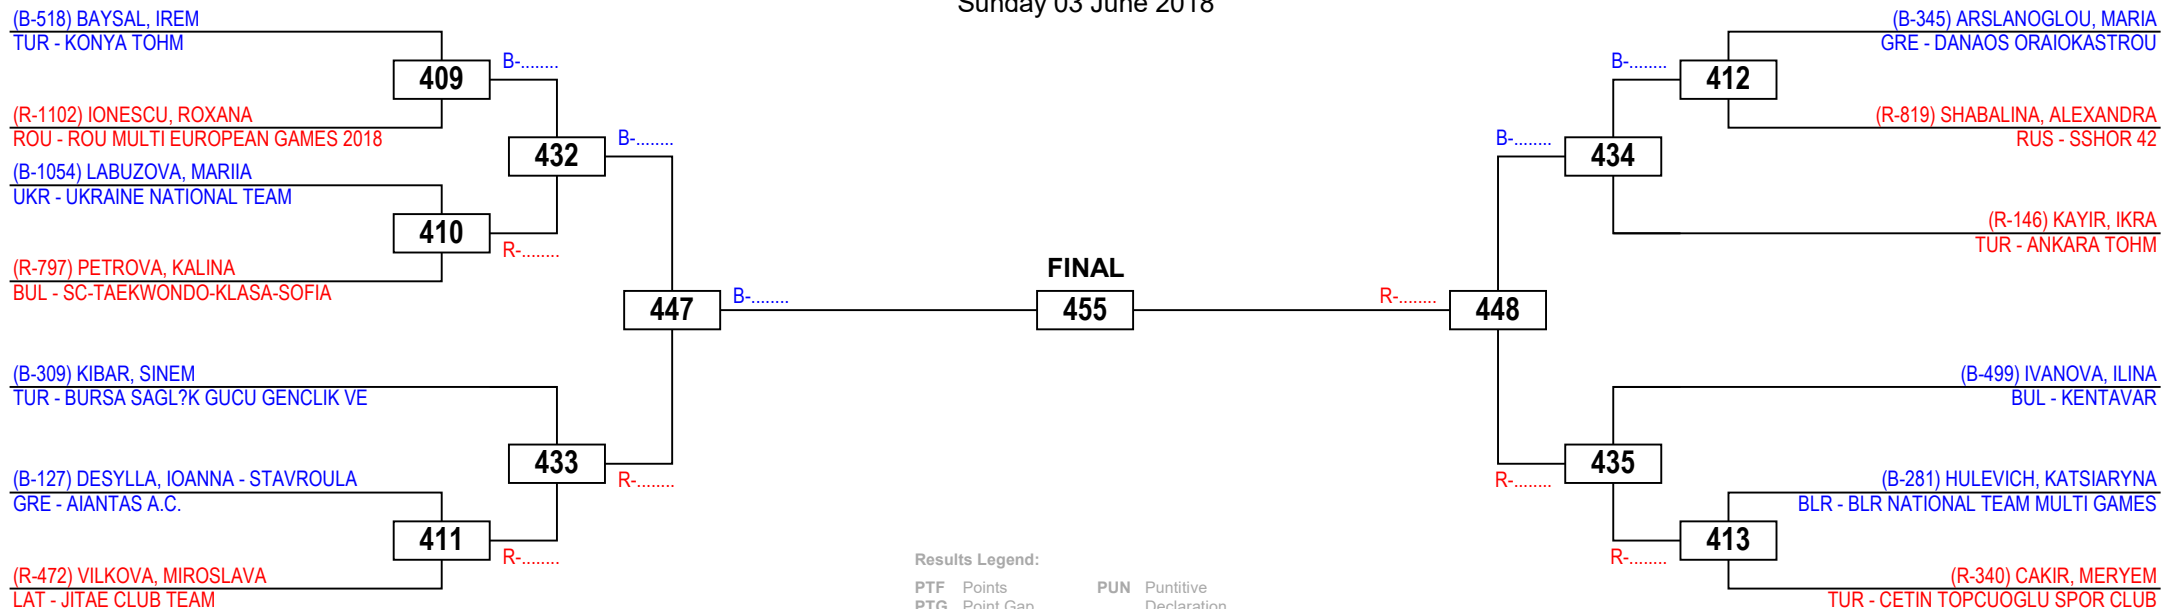 Sunday 03 June 2018
(B-518) BAYSAL, IREM
TUR - KONYA TOHM
409
B-........
(R-1102) IONESCU, ROXANA
ROU - ROU MULTI EUROPEAN GAMES 2018
432
B-........
(B-1054) LABUZOVA, MARIIA
UKR - UKRAINE NATIONAL TEAM
410
R-........
(R-797) PETROVA, KALINA
BUL - SC-TAEKWONDO-KLASA-SOFIA
447
B-........
(B-309) KIBAR, SINEM
TUR - BURSA SAGL?K GUCU GENCLIK VE
433
R-........
(B-127) DESYLLA, IOANNA - STAVROULA
GRE - AIANTAS A.C.
411
R-........
(R-472) VILKOVA, MIROSLAVA
LAT - JITAE CLUB TEAM
FINAL
455
(B-345) ARSLANOGLOU, MARIA
GRE - DANAOS ORAIOKASTROU
B-........
412
(R-819) SHABALINA, ALEXANDRA
RUS - SSHOR 42
B-........
434
(R-146) KAYIR, IKRA
TUR - ANKARA TOHM
R-........
448
(B-499) IVANOVA, ILINA
BUL - KENTAVAR
R-........
435
(B-281) HULEVICH, KATSIARYNA
BLR - BLR NATIONAL TEAM MULTI GAMES
R-........
413
(R-340) CAKIR, MERYEM
TUR - CETIN TOPCUOGLU SPOR CLUB
Results Legend:
PTF Points PUN Puntitive
PTG Point Gap Declaration